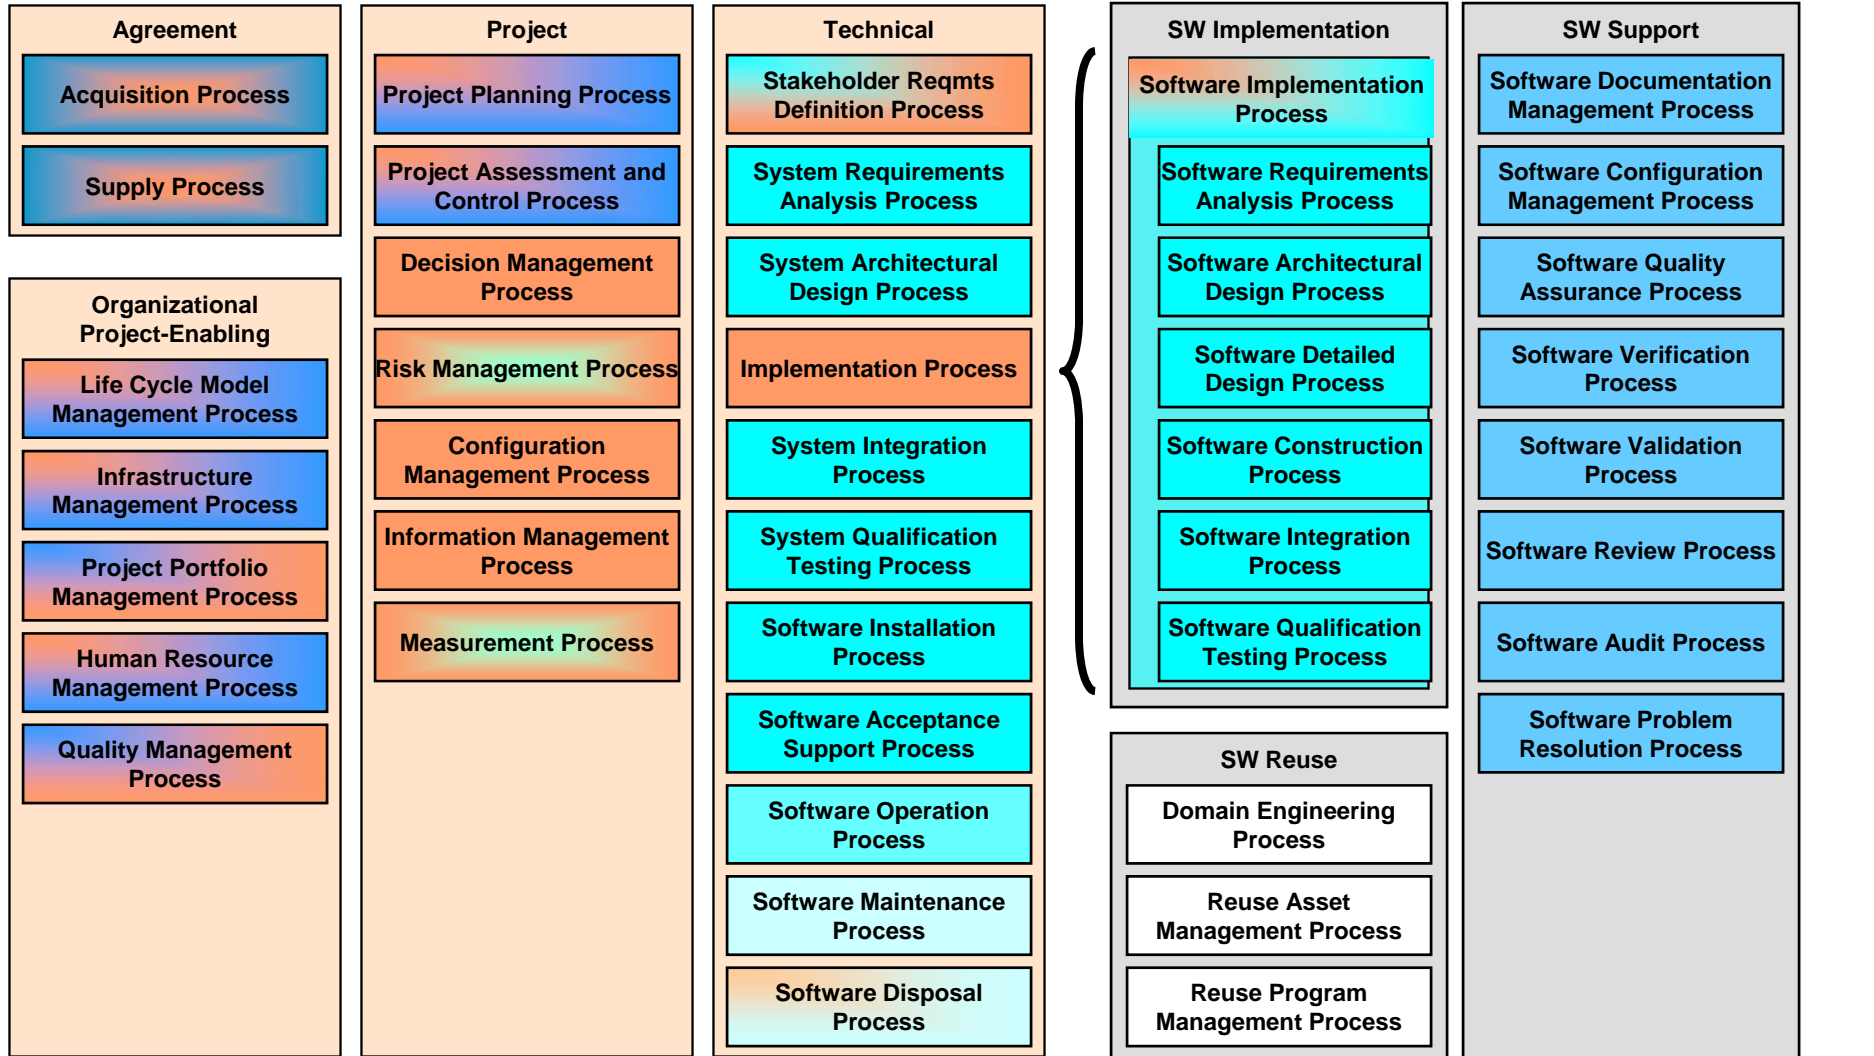 Agreement
Acquisition Process
Supply Process
Organizational
Project-Enabling
Life Cycle Model
Management Process
Infrastructure
Management Process
Project Portfolio
Management Process
Human Resource
Management Process
Quality Management
Process
Project
Project Planning Process
Project Assessment and
Control Process
Decision Management
Process
Risk Management Process
Configuration
Management Process
Information Management
Process
Measurement Process
Technical
Stakeholder Reqmts
Definition Process
System Requirements
Analysis Process
System Architectural
Design Process
Implementation Process
System Integration
Process
System Qualification
Testing Process
Software Installation
Process
Software Acceptance
Support Process
Software Operation
Process
Software Maintenance
Process
Software Disposal
Process
SW Implementation
Software Implementation
Process
Software Requirements
Analysis Process
Software Architectural
Design Process
Software Detailed
Design Process
Software Construction
Process
Software Integration
Process
Software Qualification
Testing Process
SW Reuse
Domain Engineering
Process
Reuse Asset
Management Process
Reuse Program
Management Process
SW Support
Software Documentation
Management Process
Software Configuration
Management Process
Software Quality
Assurance Process
Software Verification
Process
Software Validation
Process
Software Review Process
Software Audit Process
Software Problem
Resolution Process